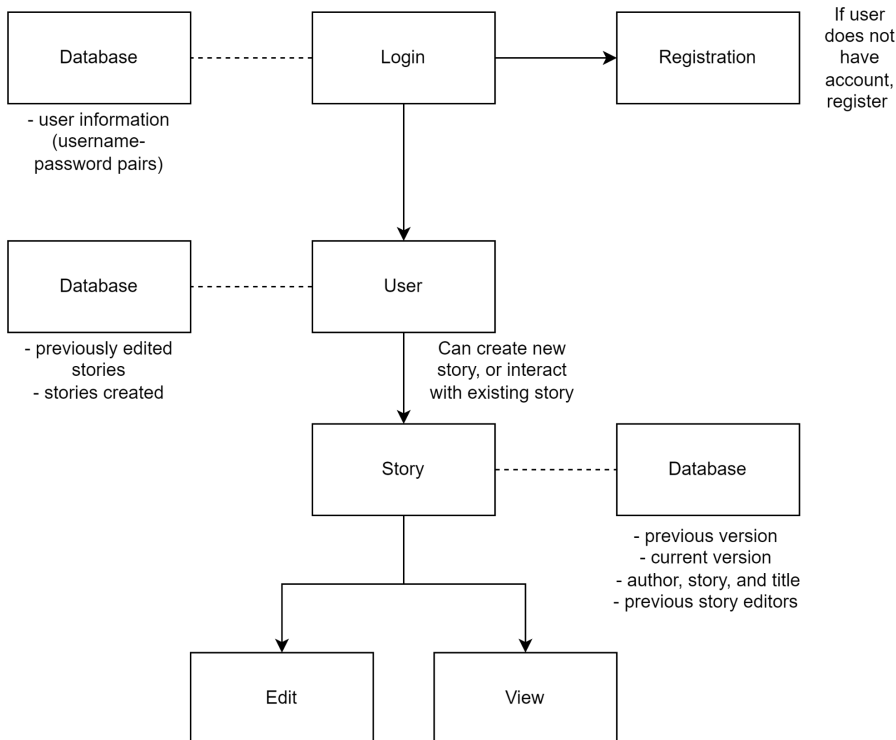 Database
Login
Registration
If user
does not
have
account,
register
- user information
(username-
password pairs)
Database
User
- previously edited
stories
- stories created
Can create new
story, or interact
with existing story
Story
Database
- previous version
- current version
- author, story, and title
- previous story editors
Edit
View